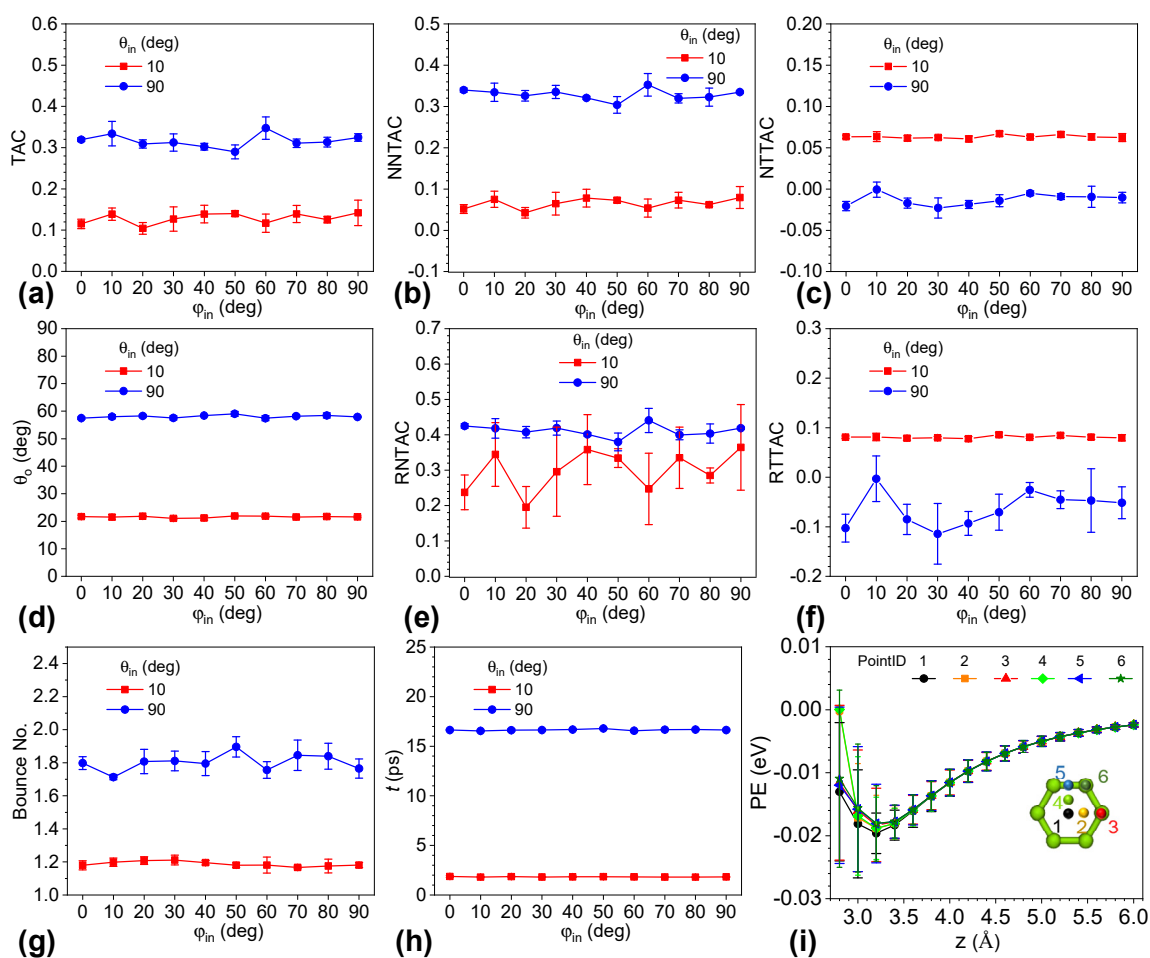 TAC
0.6
0.5
0.4
0.3
0.2
0.1
0.0
θin (deg)
10
90
0 10 20 30 40 50 60 70 80 90
φin (deg)
(a)
NNTAC
0.5
0.4
0.3
0.2
0.1
0.0
-0.1
θin (deg)
10
90
0 10 20 30 40 50 60 70 80 90
φin (deg)
(b)
NTTAC
0.20
0.15
0.10
0.05
0.00
-0.05
-0.10
θin (deg)
10
90
0 10 20 30 40 50 60 70 80 90
φin (deg)
(c)
θo (deg)
90
80
70
60
50
40
30
20
10
0
θin (deg)
10
90
0 10 20 30 40 50 60 70 80 90
φin (deg)
(d)
RNTAC
0.7
0.6
0.5
0.4
0.3
0.2
0.1
0.0
θin (deg)
10
90
0 10 20 30 40 50 60 70 80 90
φin (deg)
(e)
RTTAC
0.3
0.2
0.1
0.0
-0.1
-0.2
θin (deg)
10
90
0 10 20 30 40 50 60 70 80 90
φin (deg)
(f)
Bounce No.
2.4
2.2
2.0
1.8
1.6
1.4
1.2
1.0
θin (deg)
10
90
0 10 20 30 40 50 60 70 80 90
φin (deg)
(g)
t (ps)
25
20
15
10
5
0
θin (deg)
10
90
0 10 20 30 40 50 60 70 80 90
φin (deg)
(h)
PE (eV)
0.01
0.00
-0.01
-0.02
-0.03
PointID 1 2 3 4 5 6
5 6
4
1 2 3
3.0 3.5 4.0 4.5 5.0 5.5 6.0
z (Å)
(i)